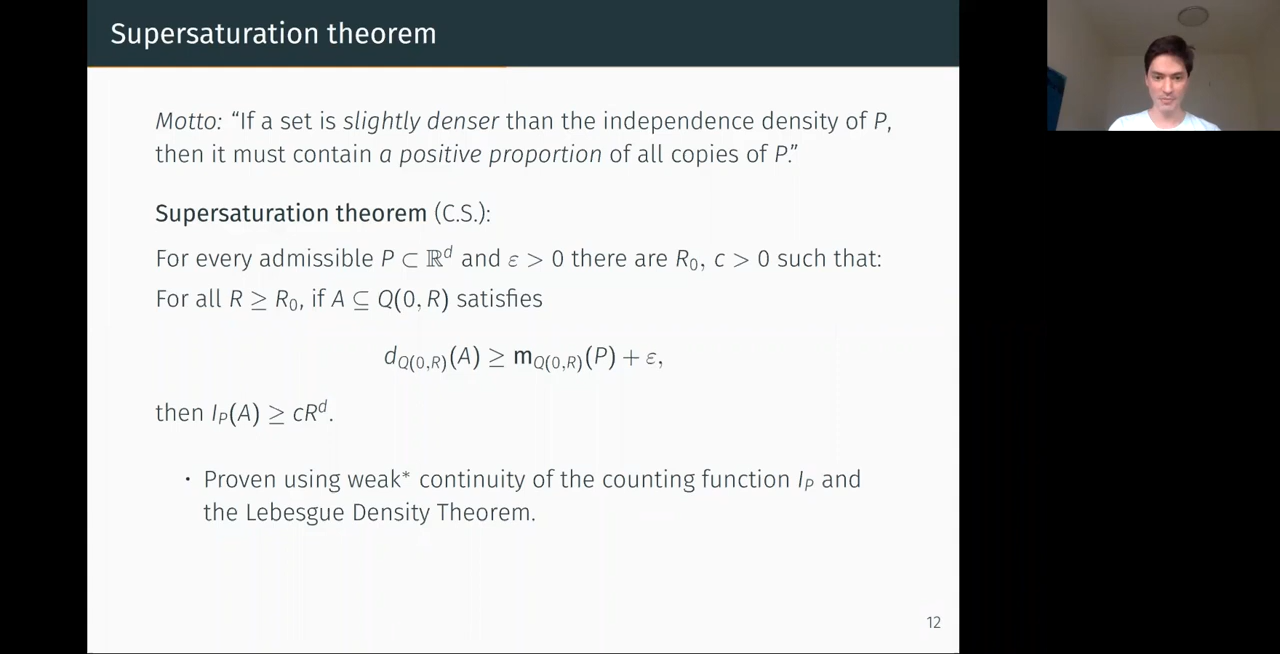 Supersaturation theorem
Motto: “If a set is slightly denser than the independence density of P,
then it must contain a positive proportion of all copies of P.”
Supersaturation theorem (C.S.):
For every admissible P ⊂ ℝᵈ and ε > 0 there are R₀, c > 0 such that:
For all R ≥ R₀, if A ⊆ Q(0, R) satisfies
d_{Q(0,R)}(A) ≥ m_{Q(0,R)}(P) + ε,
then I_P(A) ≥ cRᵈ.
· Proven using weak* continuity of the counting function I_P and
the Lebesgue Density Theorem.
12